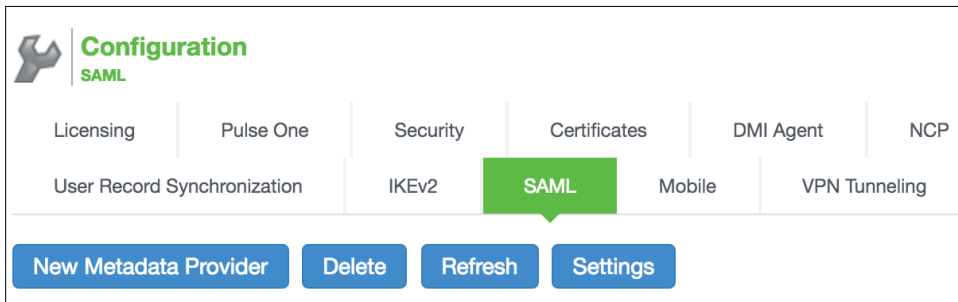 Configuration
SAML
Licensing Pulse One Security Certificates DMI Agent NCP
User Record Synchronization IKEv2 SAML Mobile VPN Tunneling
New Metadata Provider Delete Refresh Settings